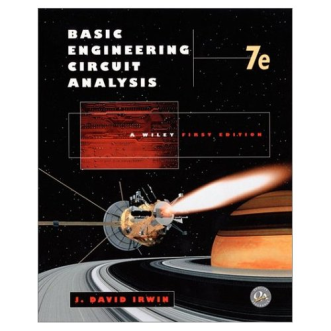 BASIC
ENGINEERING
CIRCUIT
ANALYSIS
7e
A WILEY FIRST EDITION
J. DAVID IRWIN